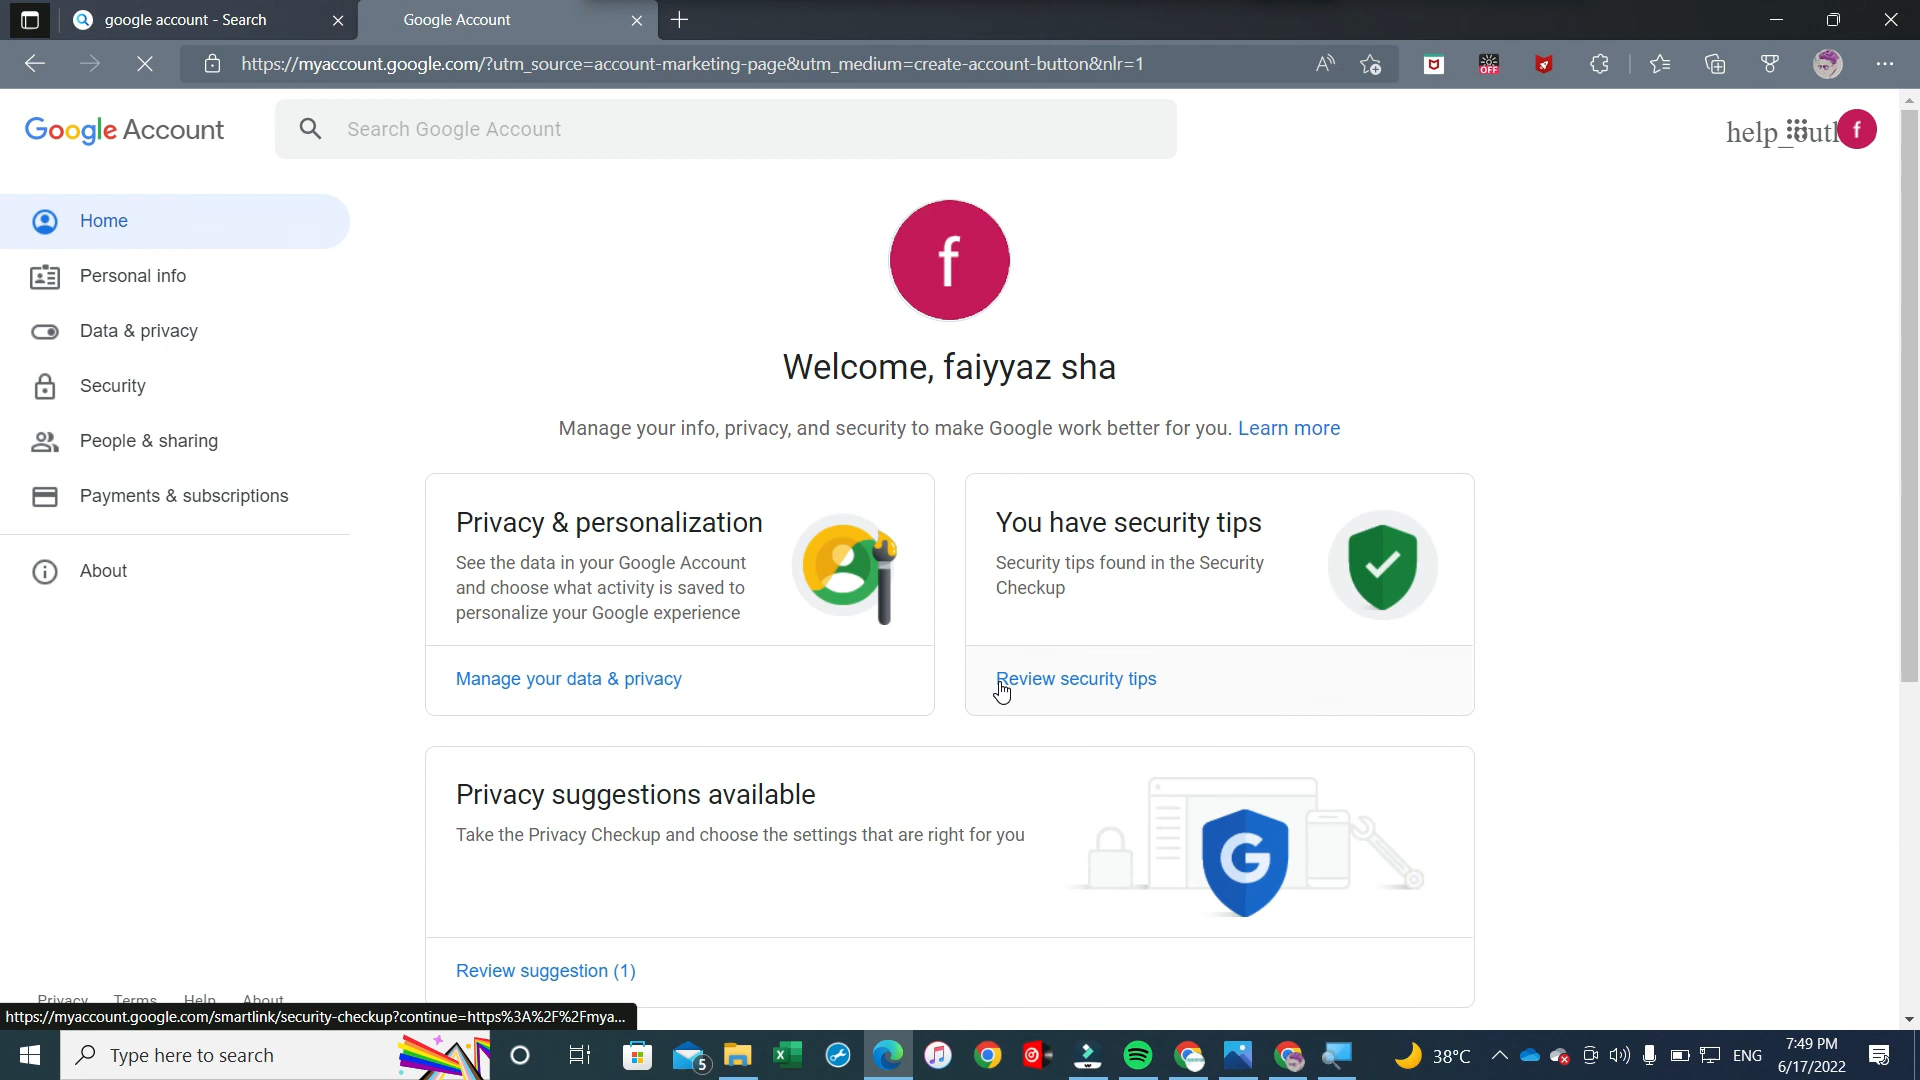 google account - Search
Google Account
https://myaccount.google.com/?utm_source=account-marketing-page&utm_medium=create-account-button&nlr=1
OFF
Google Account
Search Google Account
help_outl
f
Home
Personal info
Data & privacy
Security
People & sharing
Payments & subscriptions
About
f
Welcome, faiyyaz sha
Manage your info, privacy, and security to make Google work better for you. Learn more
Privacy & personalization
See the data in your Google Account
and choose what activity is saved to
personalize your Google experience
Manage your data & privacy
You have security tips
Security tips found in the Security
Checkup
Review security tips
Privacy suggestions available
Take the Privacy Checkup and choose the settings that are right for you
G
Review suggestion (1)
Privacy Terms Help About
https://myaccount.google.com/smartlink/security-checkup?continue=https%3A%2F%2Fmya...
Type here to search
5
38°C
ENG
7:49 PM
6/17/2022